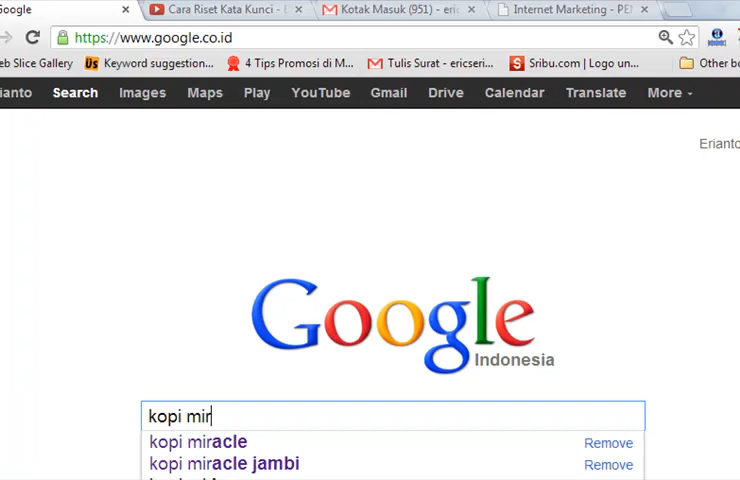 Google Cara Riset Kata Kunci - Kotak Masuk (951) - eric Internet Marketing - PE
https://www.google.co.id
eb Slice Gallery Keyword suggestion... 4 Tips Promosi di M... Tulis Surat - ericseri... Sribu.com | Logo un... Other bo
ianto Search Images Maps Play YouTube Gmail Drive Calendar Translate More
Erianto
Google
Indonesia
kopi mir
kopi miracle Remove
kopi miracle jambi Remove